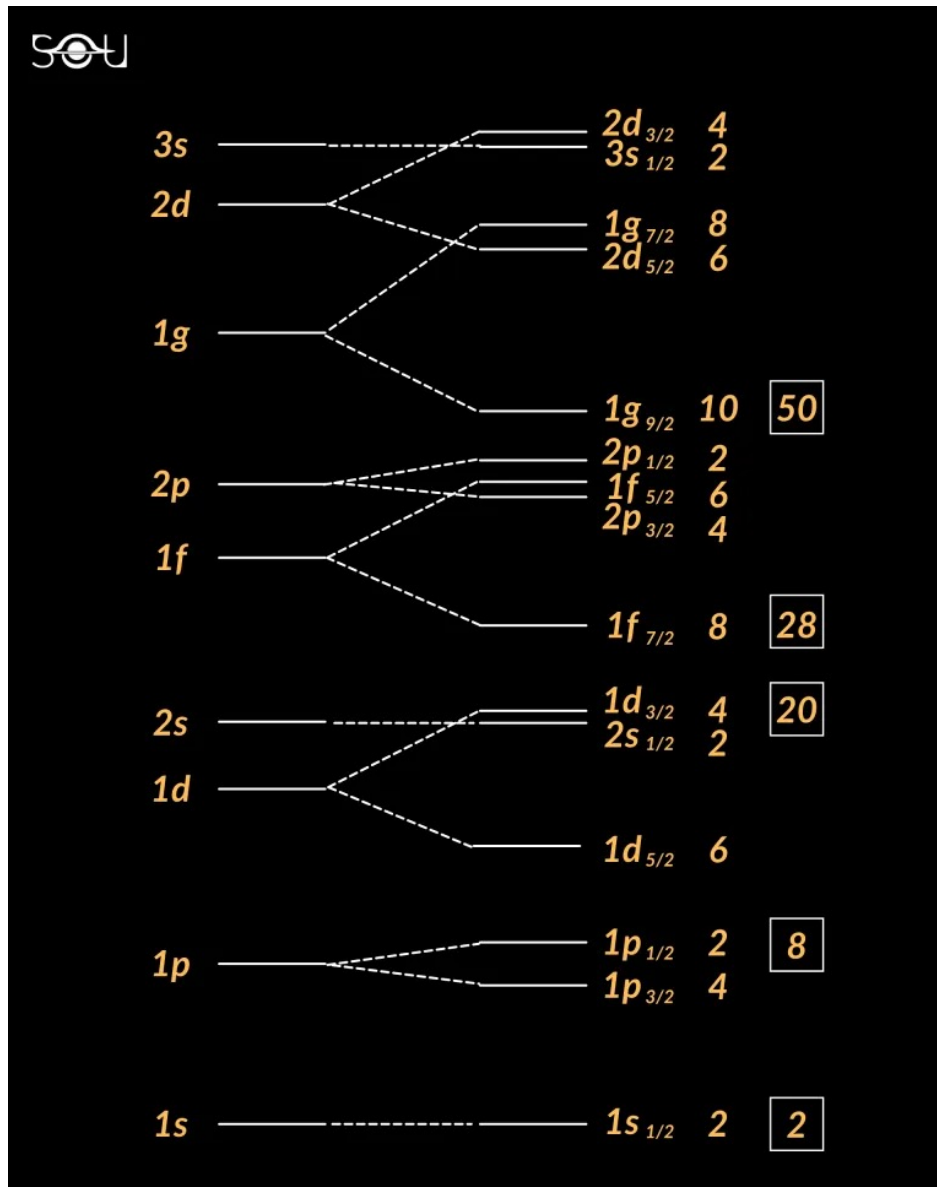 SOU
3s
2d 3/2 4
3s 1/2 2
2d
1g 7/2 8
2d 5/2 6
1g
1g 9/2 10 50
2p 1/2 2
2p
1f 5/2 6
2p 3/2 4
1f
1f 7/2 8 28
1d 3/2 4 20
2s
2s 1/2 2
1d
1d 5/2 6
1p 1/2 2 8
1p
1p 3/2 4
1s 1s 1/2 2 2